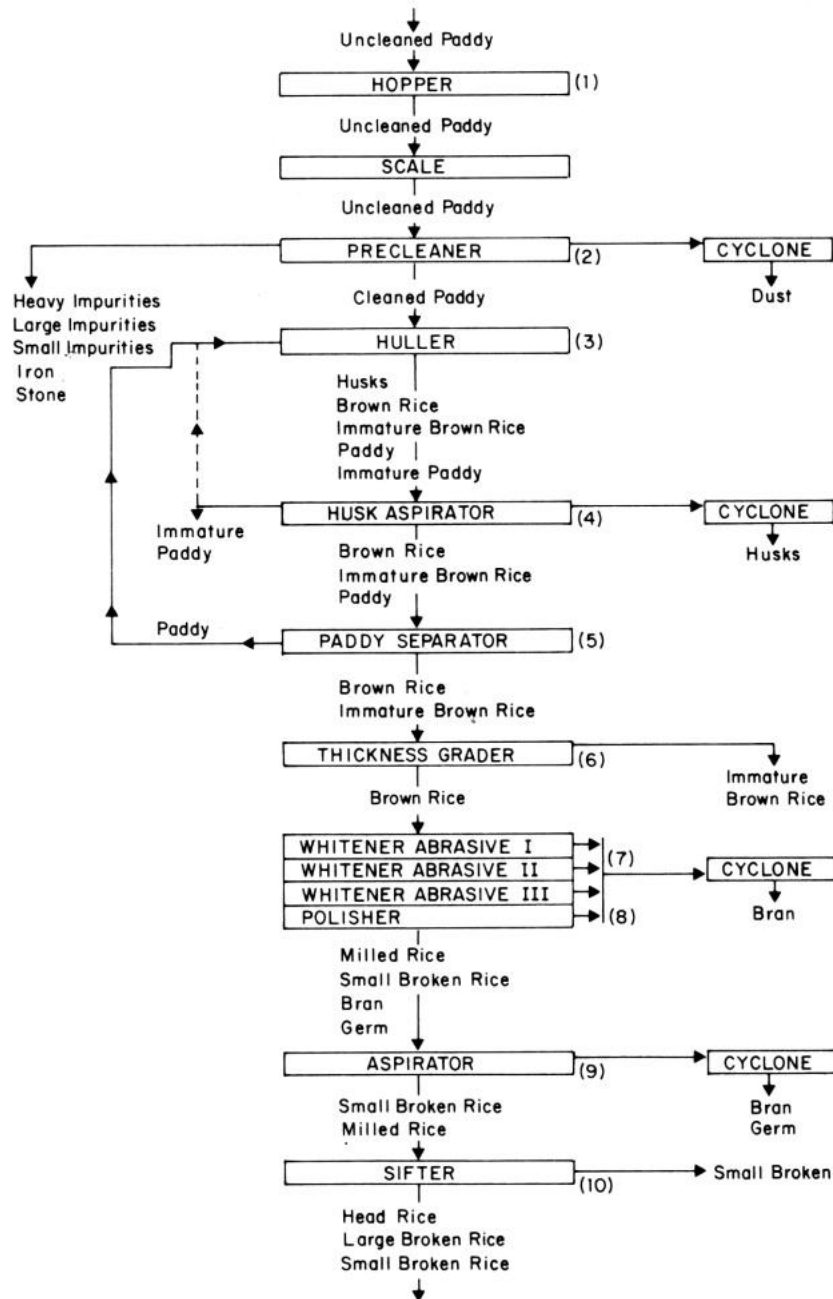 Uncleaned Paddy
HOPPER
(1)
Uncleaned Paddy
SCALE
Uncleaned Paddy
PRECLEANER
(2)
CYCLONE
Heavy Impurities
Large Impurities
Small Impurities
Iron
Stone
Dust
Cleaned Paddy
HULLER
(3)
Husks
Brown Rice
Immature Brown Rice
Paddy
Immature Paddy
HUSK ASPIRATOR
(4)
CYCLONE
Immature
Paddy
Husks
Brown Rice
Immature Brown Rice
Paddy
Paddy
PADDY SEPARATOR
(5)
Brown Rice
Immature Brown Rice
THICKNESS GRADER
(6)
Immature
Brown Rice
Brown Rice
WHITENER ABRASIVE I
WHITENER ABRASIVE II
WHITENER ABRASIVE III
POLISHER
(7)
(8)
CYCLONE
Bran
Milled Rice
Small Broken Rice
Bran
Germ
ASPIRATOR
(9)
CYCLONE
Bran
Germ
Small Broken Rice
Milled Rice
SIFTER
(10)
Small Broken
Head Rice
Large Broken Rice
Small Broken Rice